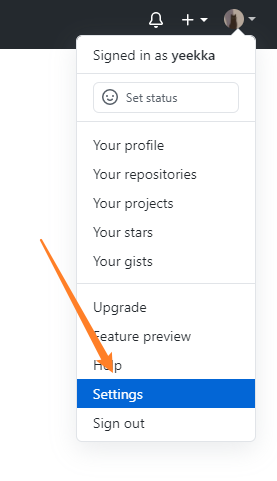 Signed in as yeekka
Set status
Your profile
Your repositories
Your projects
Your stars
Your gists
Upgrade
Feature preview
Help
Settings
Sign out